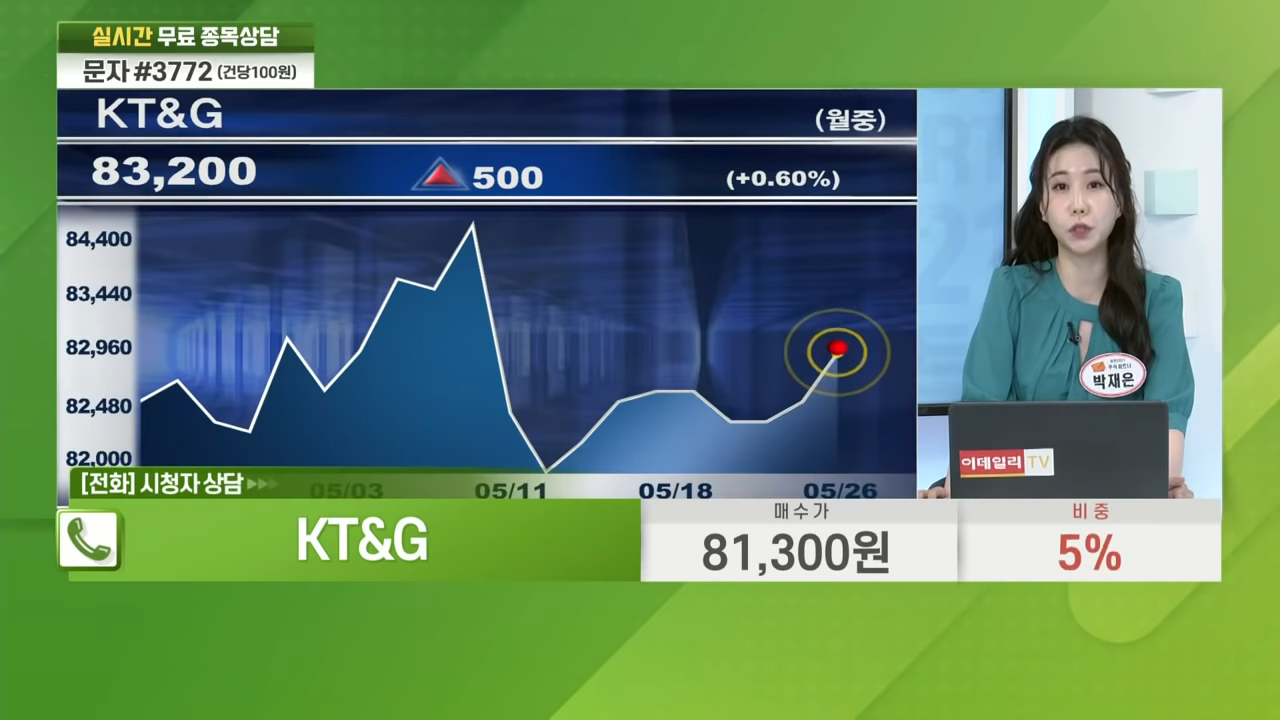 실시간 무료 종목상담
문자 #3772 (건당100원)
KT&G
(월중)
83,200
500
(+0.60%)
84,400
83,440
82,960
82,480
82,000
05/03
05/11
05/18
05/26
[전화] 시청자 상담
KT&G
매수가
81,300원
비중
5%
박재은
이데일리 TV